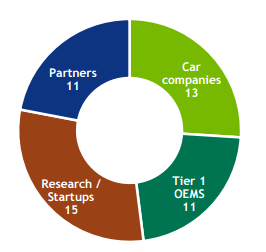 Partners
11
Car
companies
13
Tier 1
OEMS
11
Research /
Startups
15